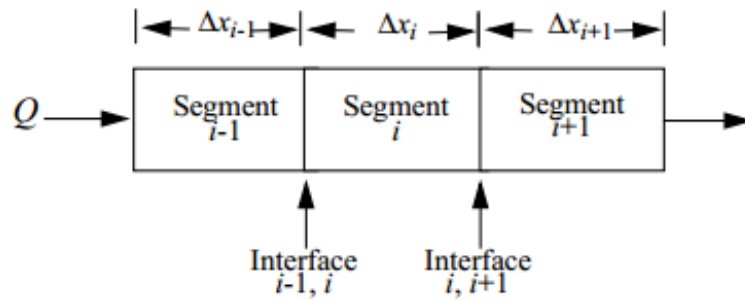 Δxi-1 Δxi Δxi+1
Q Segment i-1 Segment i Segment i+1
Interface i-1, i
Interface i, i+1